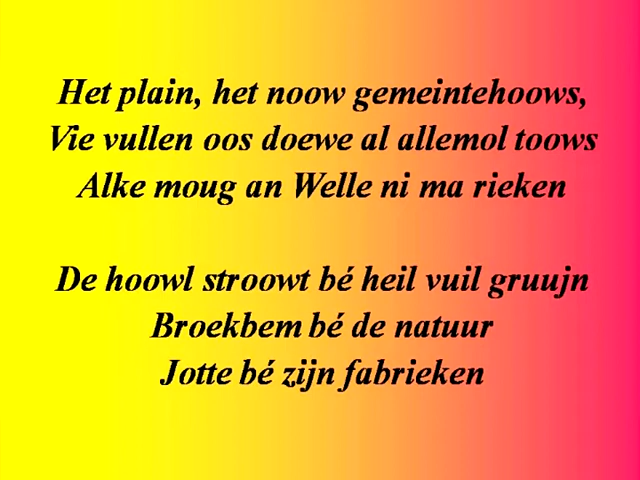 Het plain, het noow gemeintehoows,
Vie vullen oos doewe al allemol toows
Alke moug an Welle ni ma rieken
De hoowl stroowt bé heil vuil gruujn
Broekbem bé de natuur
Jotte bé zijn fabrieken